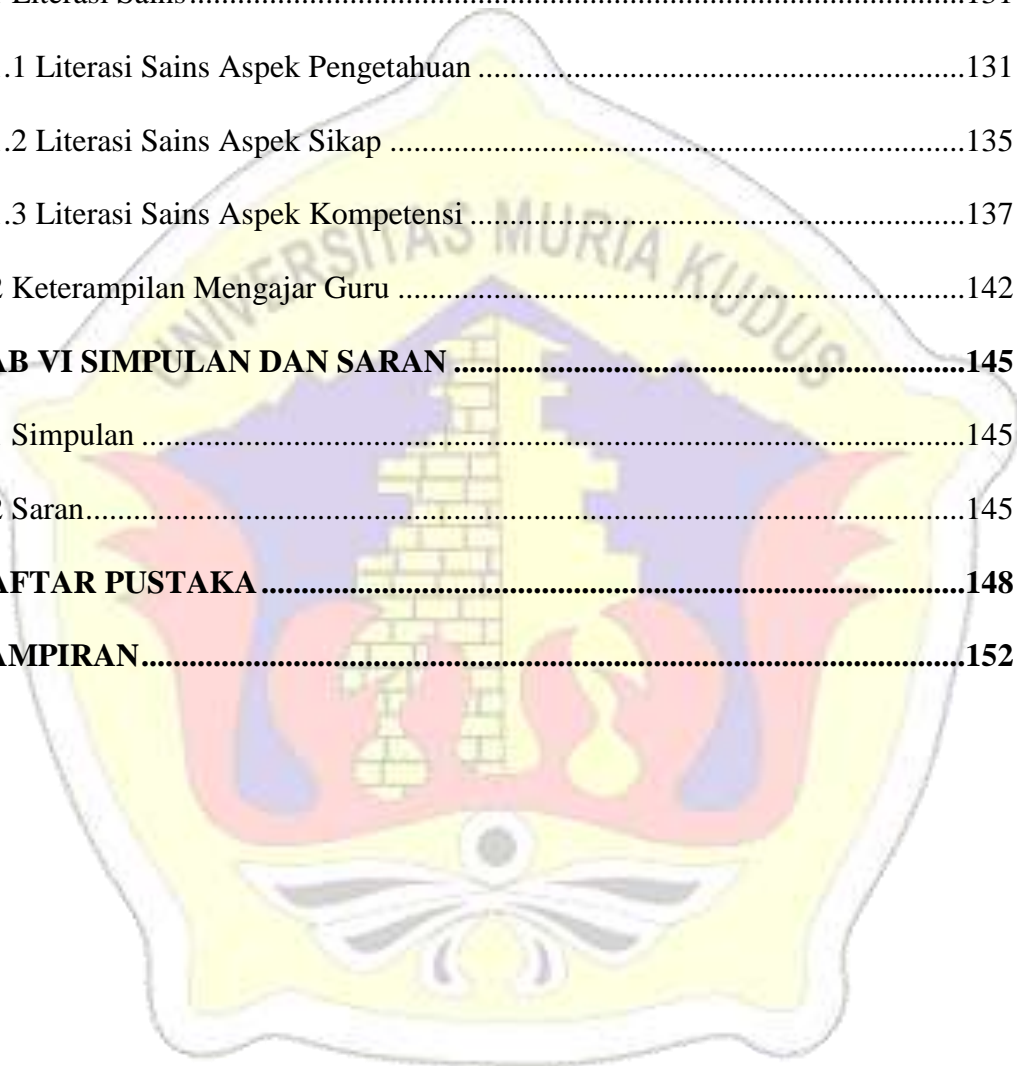 Literasi Sains........................................................................................131
.1 Literasi Sains Aspek Pengetahuan ..............................................................131
.2 Literasi Sains Aspek Sikap .........................................................................135
.3 Literasi Sains Aspek Kompetensi ...............................................................137
2 Keterampilan Mengajar Guru ........................................................................142
AB VI SIMPULAN DAN SARAN ................................................................145
Simpulan ........................................................................................................145
2 Saran..............................................................................................................145
AFTAR PUSTAKA ........................................................................................148
AMPIRAN.......................................................................................................152
UNIVERSITAS MURIA KUDUS